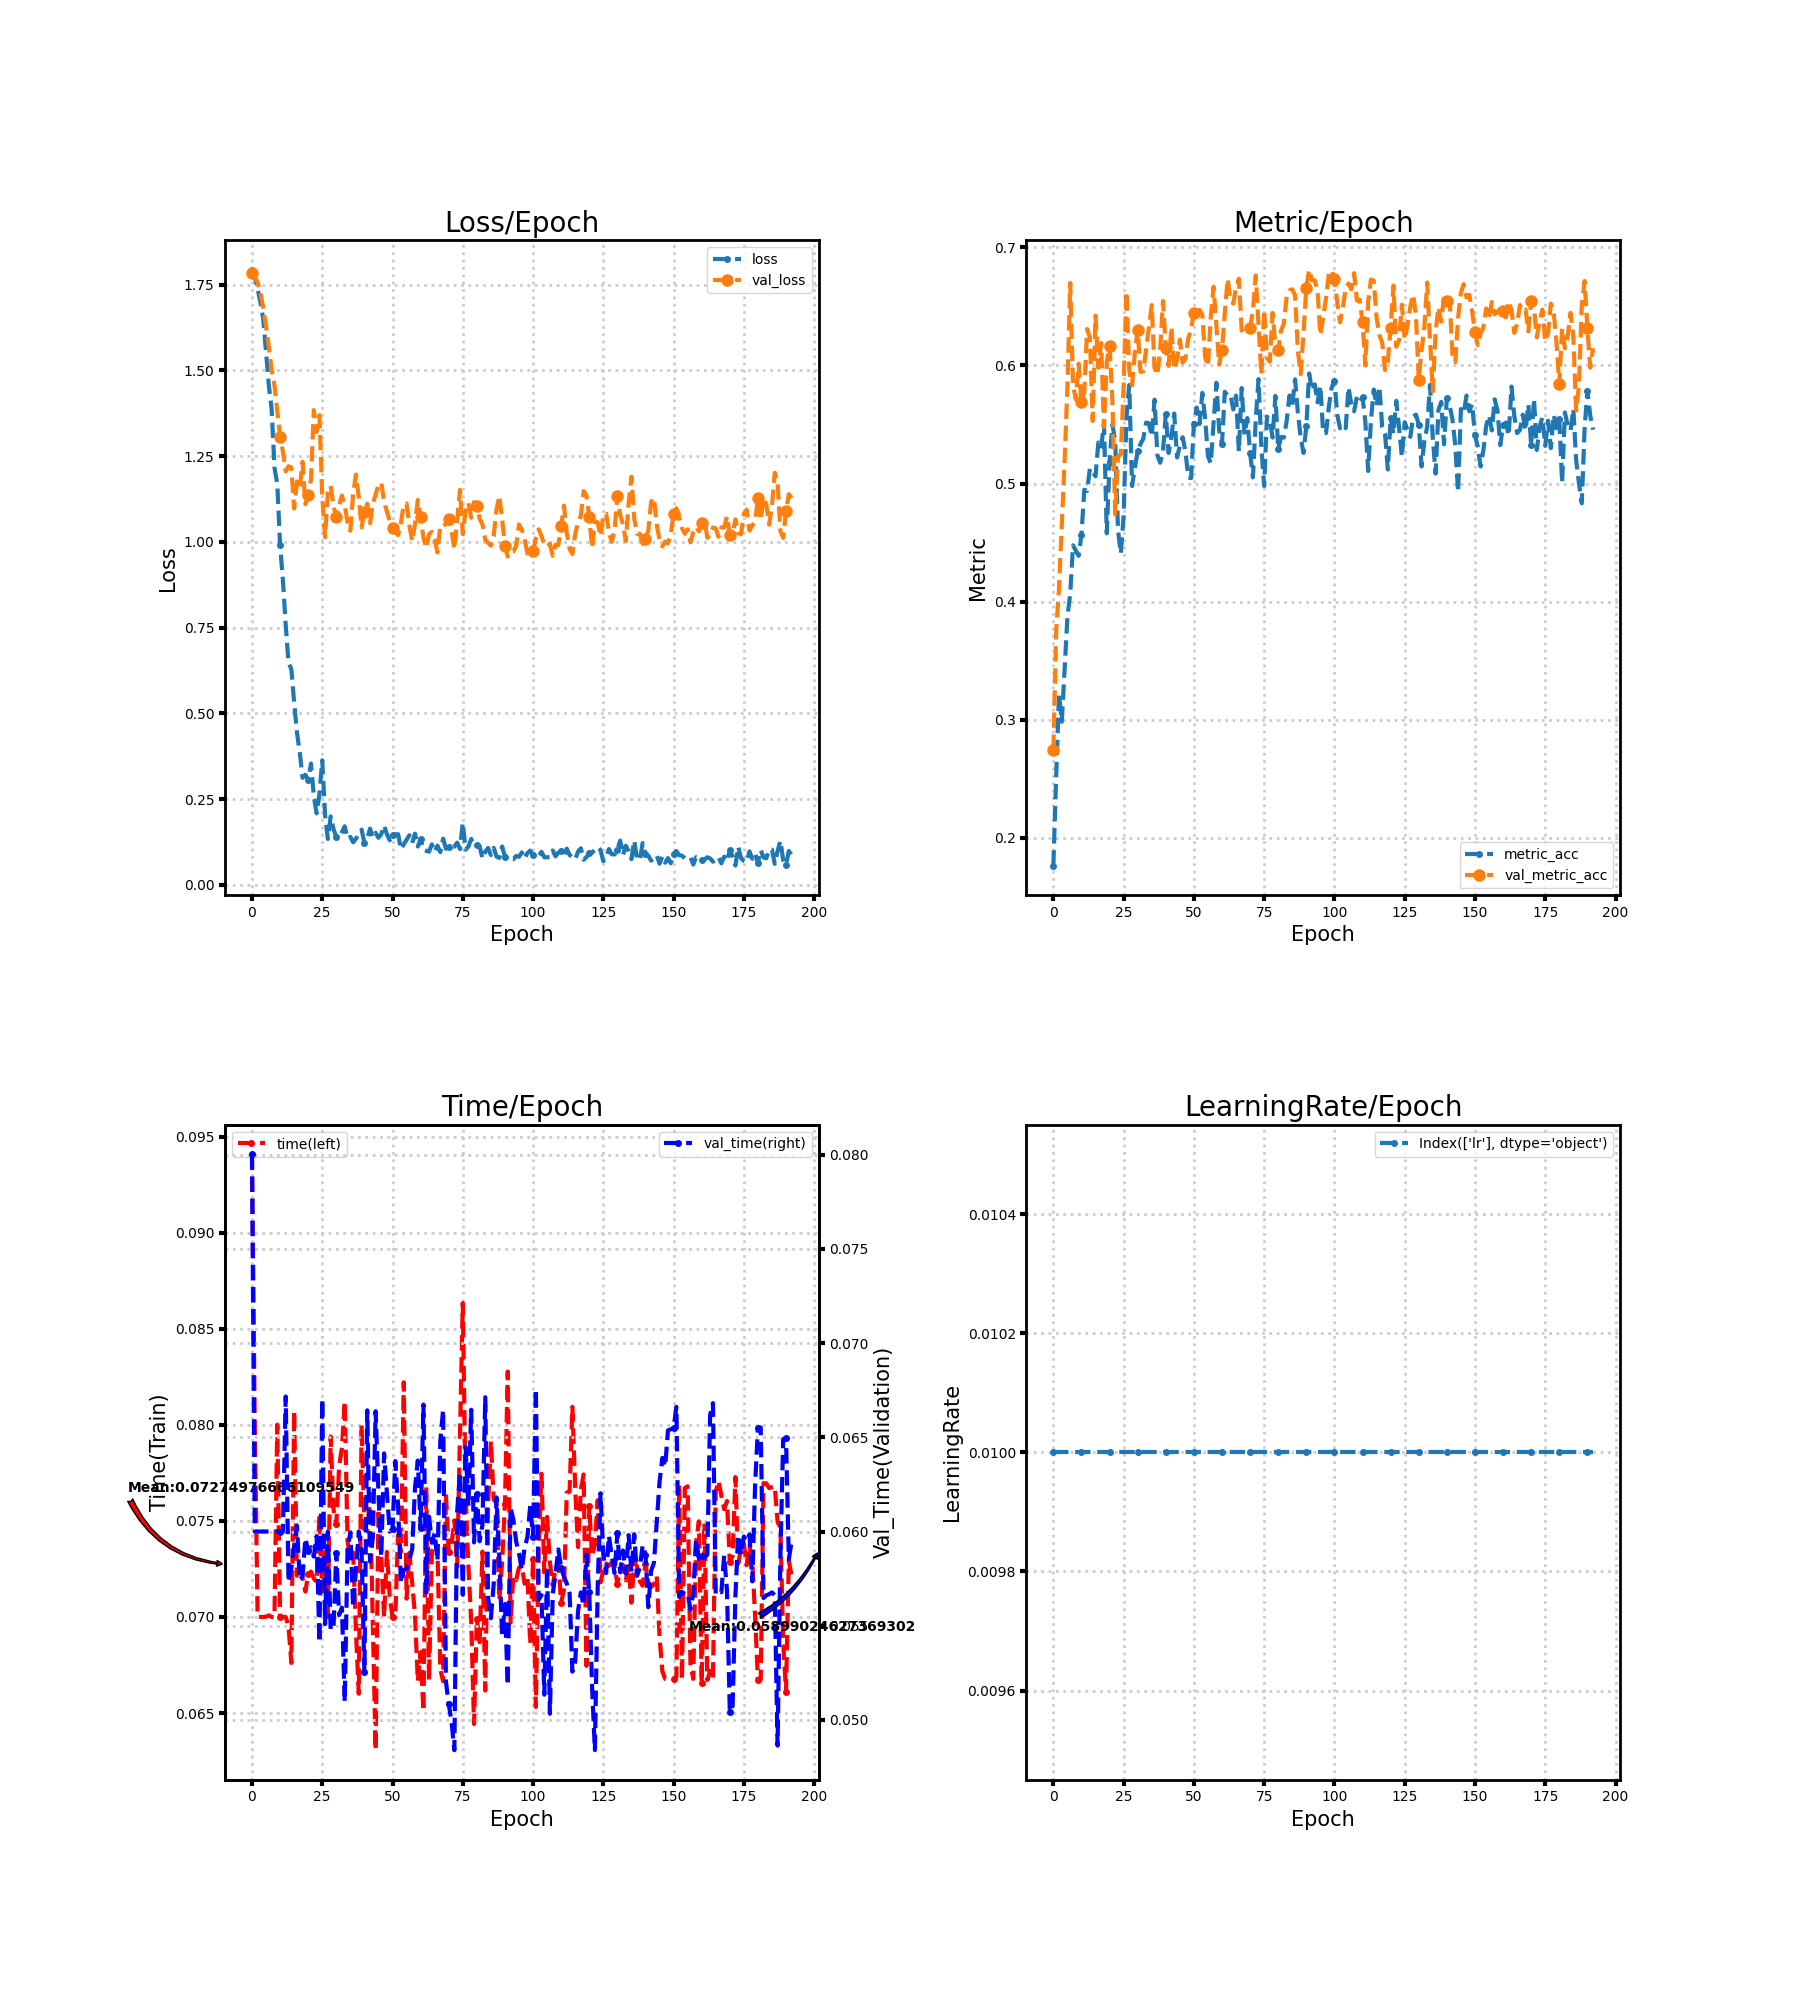 Loss/Epoch
loss
val_loss
1.75
1.50
1.25
1.00
0.75
0.50
0.25
0.00
Loss
0 25 50 75 100 125 150 175 200
Epoch
Metric/Epoch
0.7
0.6
0.5
0.4
0.3
0.2
Metric
metric_acc
val_metric_acc
0 25 50 75 100 125 150 175 200
Epoch
Time/Epoch
time(left)
val_time(right)
0.095
0.090
0.085
0.080
0.075
0.070
0.065
Time(Train)
0.080
0.075
0.070
0.065
0.060
0.050
Val_Time(Validation)
0 25 50 75 100 125 150 175 200
Epoch
LearningRate/Epoch
Index(['lr'], dtype='object')
0.0104
0.0102
0.0100
0.0098
0.0096
LearningRate
0 25 50 75 100 125 150 175 200
Epoch